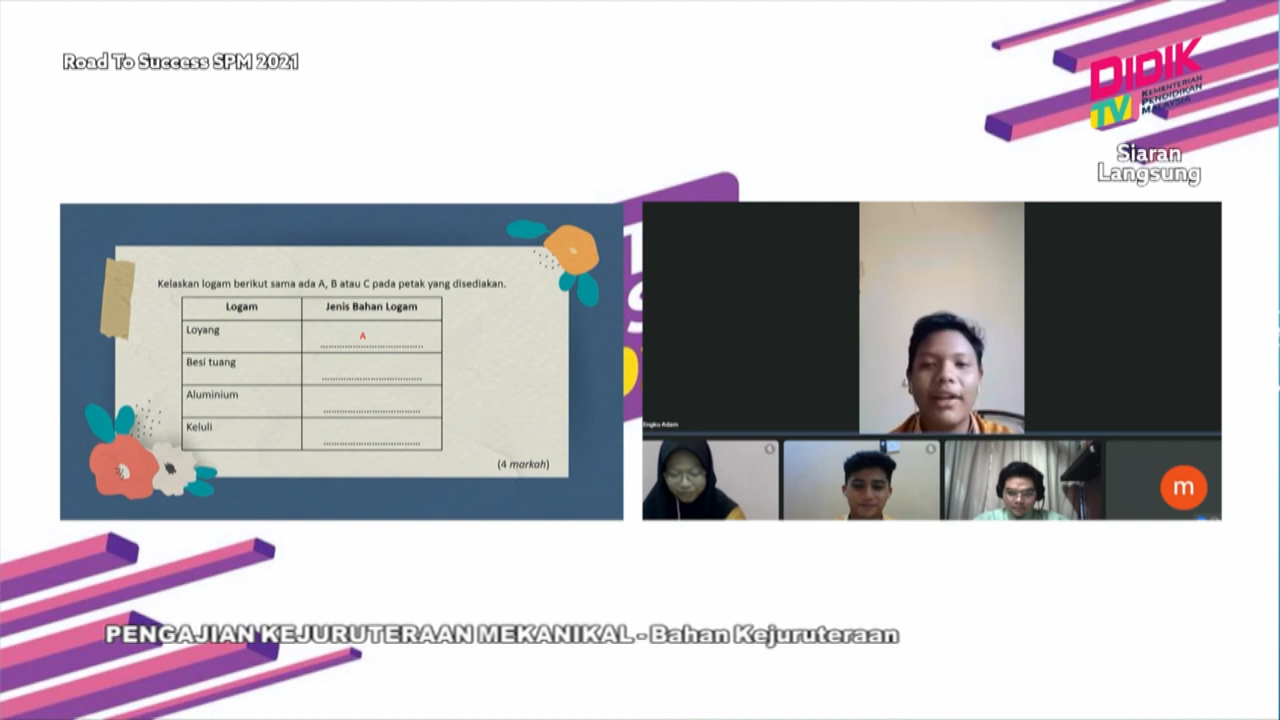 Road To Success SPM 2021
DIDIK
TV
KEMENTERIAN
PENDIDIKAN
MALAYSIA
Siaran
Langsung
Kelaskan logam berikut sama ada A, B atau C pada petak yang disediakan.
Logam Jenis Bahan Logam
Loyang A
Besi tuang
Aluminium
Keluli
(4 markah)
Engku Adam
m
PENGAJIAN KEJURUTERAAN MEKANIKAL - Bahan Kejuruteraan